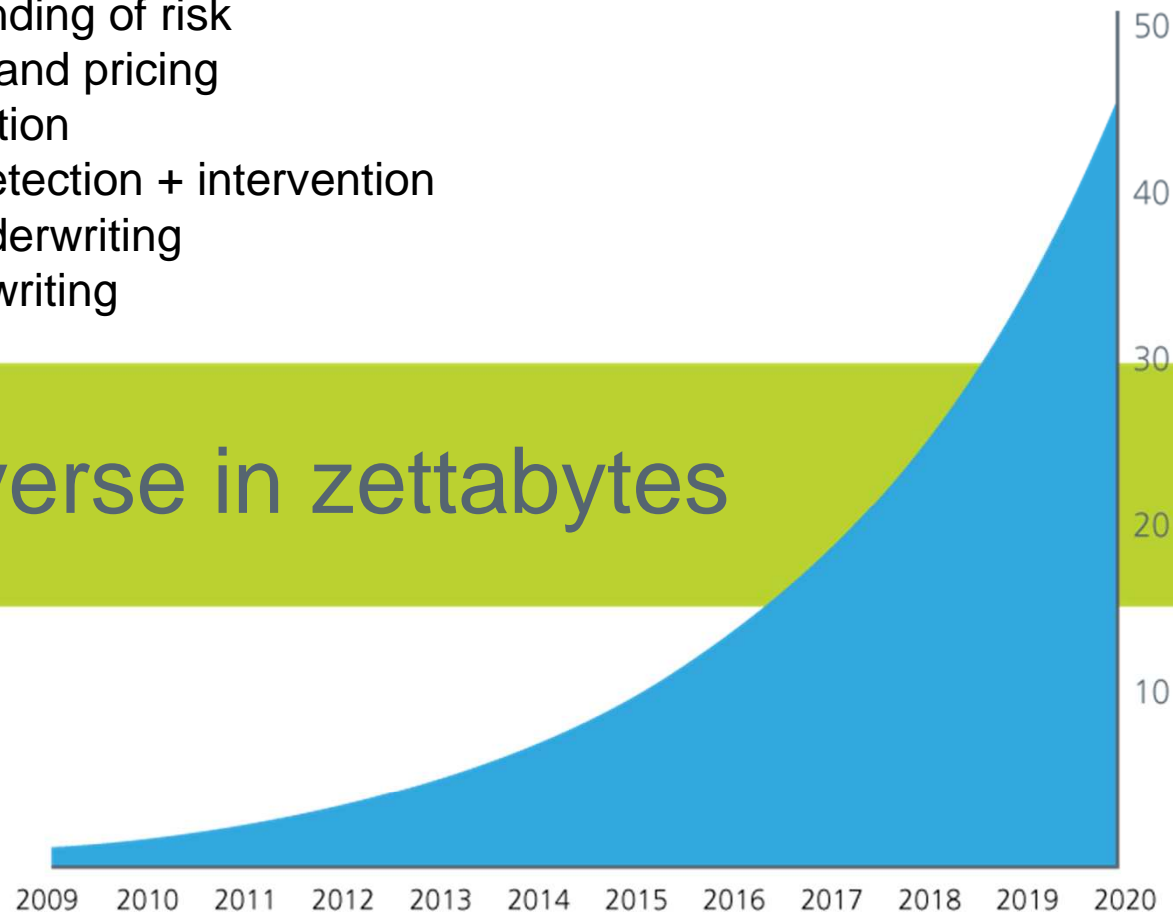 nding of risk
and pricing
tion
etection + intervention
derwriting
writing
verse in zettabytes
50
40
30
20
10
2009 2010 2011 2012 2013 2014 2015 2016 2017 2018 2019 2020